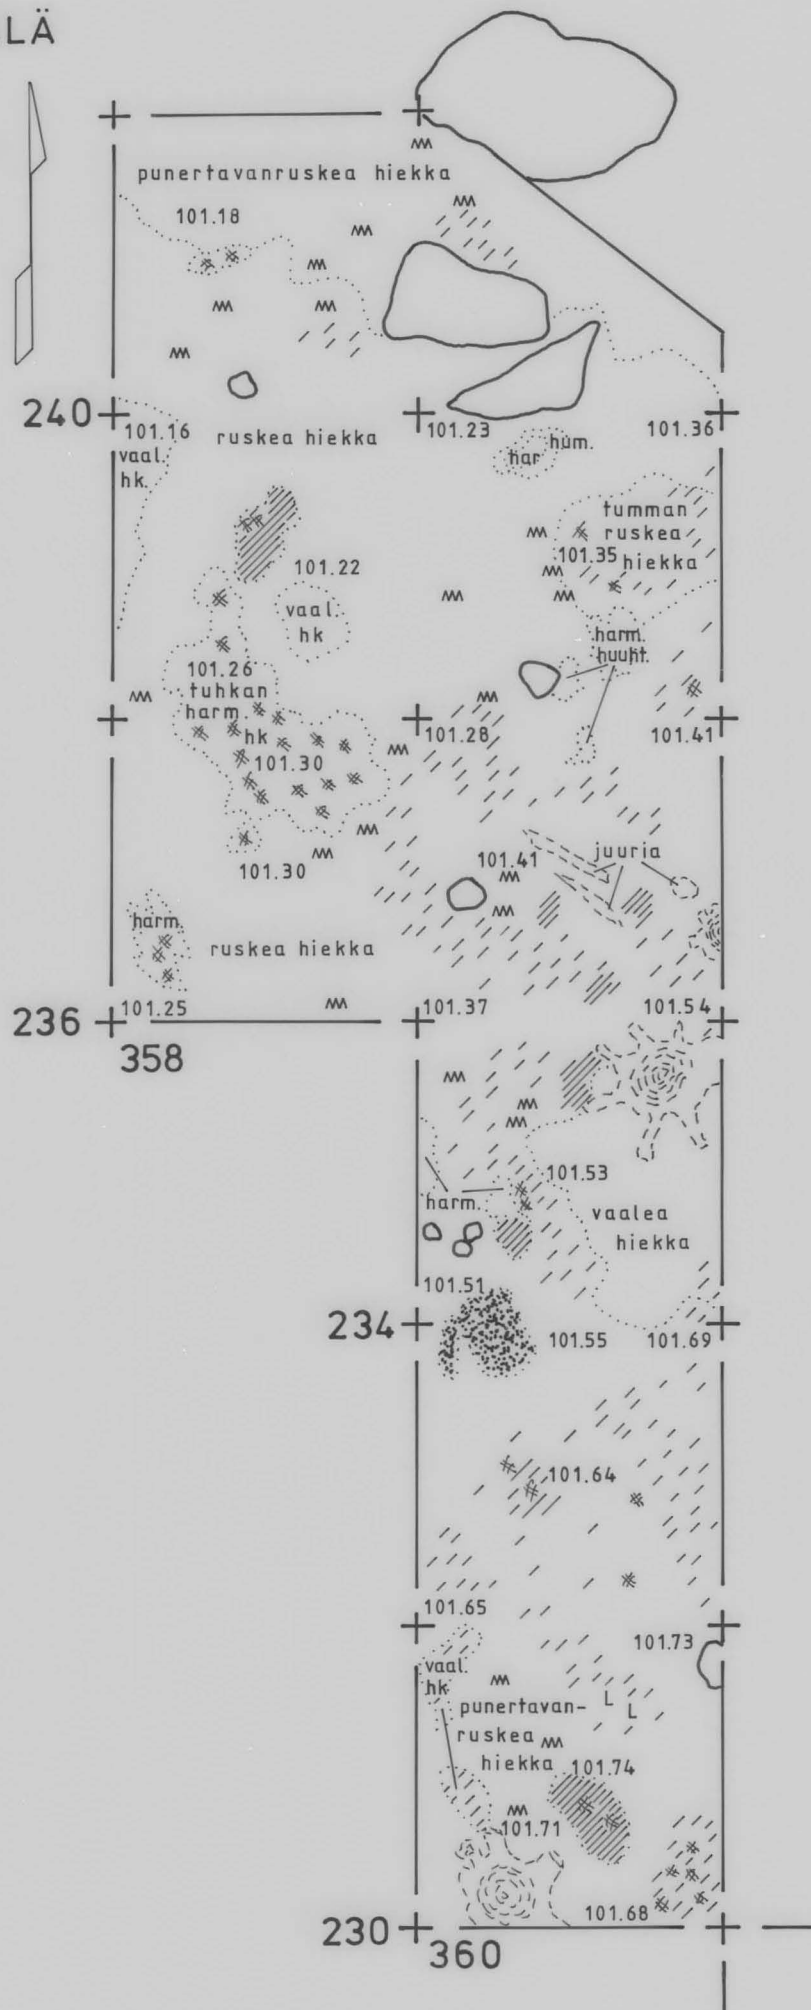 LÄ
punertavanruskea hiekka
101.18
240
101.16
ruskea hiekka
101.23
101.36
vaal.
hk.
hum.
har
tumman
ruskea
101.35 hiekka
101.22
vaal.
hk
harm.
huuht.
101.26
tuhkan
harm.
hk
101.28
101.41
101.30
101.30
101.41
juuria
harm.
ruskea hiekka
236
101.25
101.37
101.54
358
101.53
harm.
vaalea
hiekka
101.51
234
101.55
101.69
101.64
101.65
101.73
vaal.
hk
L
L
punertavan-
ruskea
hiekka
101.74
101.71
101.68
230
360